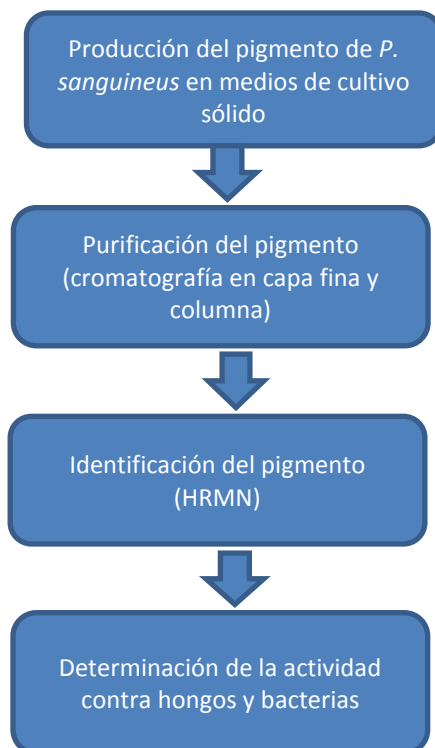 Producción del pigmento de P.
sanguineus en medios de cultivo
sólido
Purificación del pigmento
(cromatografía en capa fina y
columna)
Identificación del pigmento
(HRMN)
Determinación de la actividad
contra hongos y bacterias